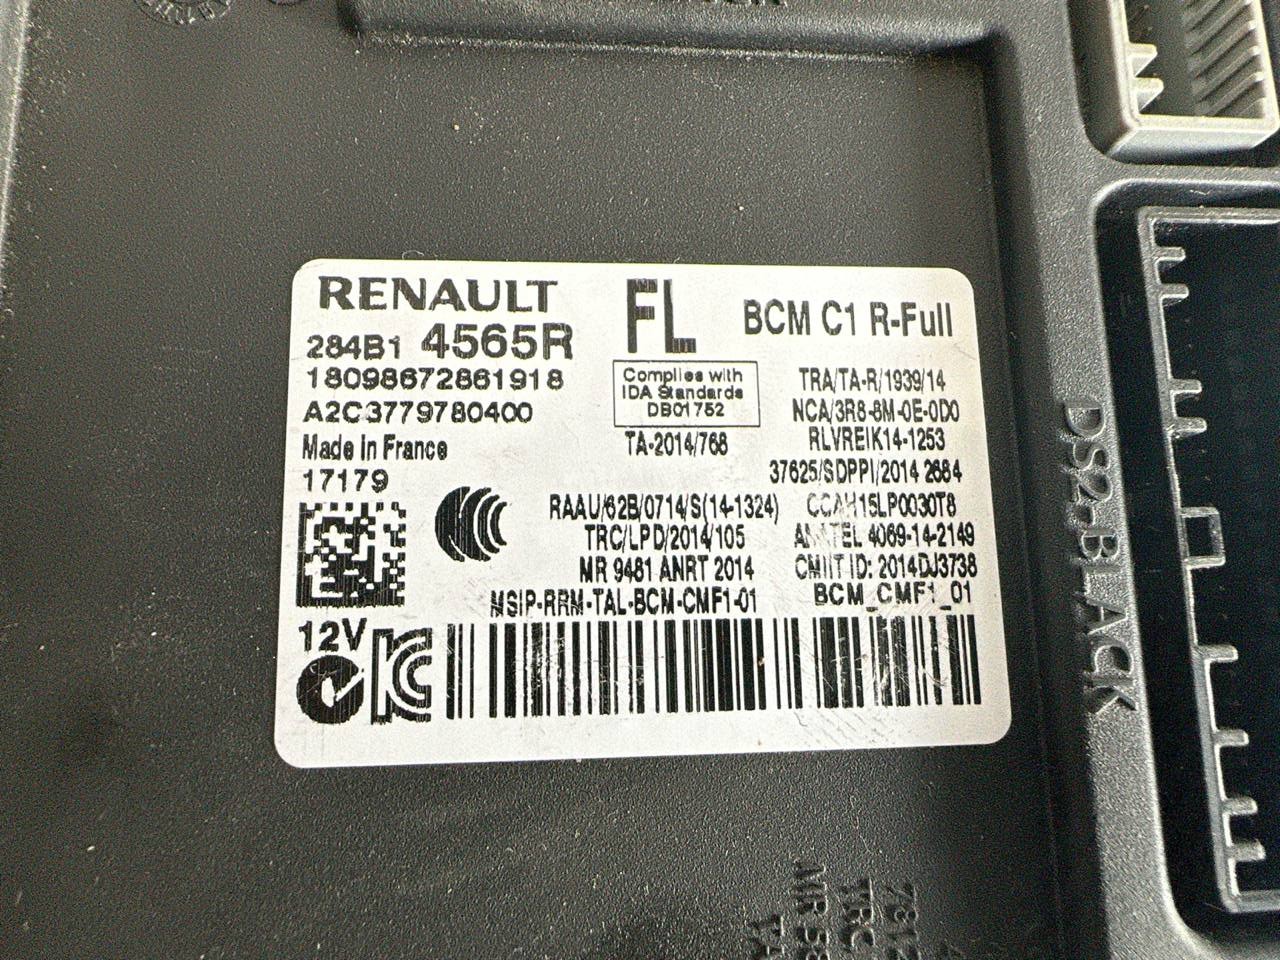 RENAULT
284B1 4565R
18098672861918
A2C3779780400
Made in France
17179
FL
Complies with
IDA Standards
DB01752
TA-2014/768
BCM C1 R-Full
TRA/TA-R/1939/14
NCA/3R8-8M-0E-0D0
RLVREIK14-1253
37625/SDPPI/2014 2684
RAAU/62B/0714/S(14-1324) CCAH15LP0030T8
TRC/LPD/2014/105 ANATEL 4069-14-2149
MR 9481 ANRT 2014 CMIIT ID: 2014DJ3738
MSIP-RRM-TAL-BCM-CMF1-01 BCM_CMF1_01
12V
DS2-BLACK